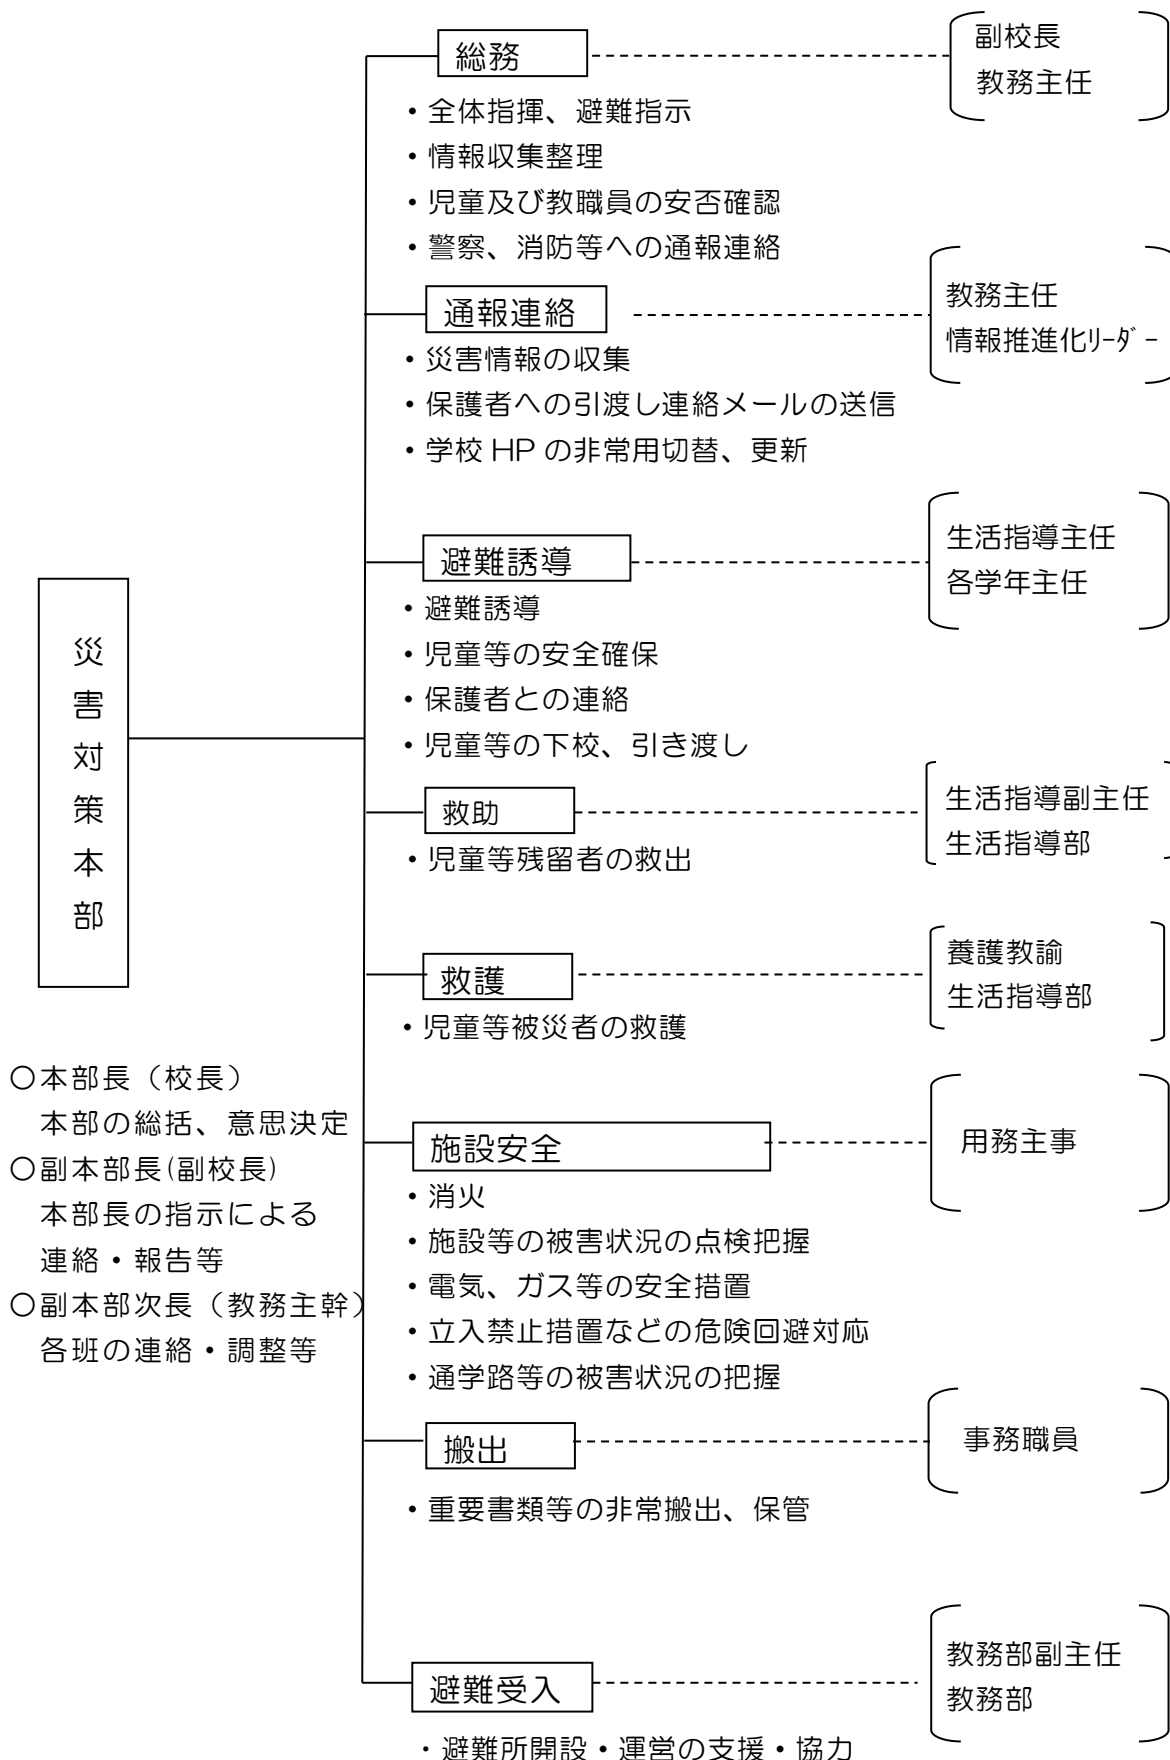 総務
副校長
教務主任
・全体指揮、避難指示
・情報収集整理
・児童及び教職員の安否確認
・警察、消防等への通報連絡
通報連絡
教務主任
情報推進化ﾘｰﾀﾞｰ
・災害情報の収集
・保護者への引渡し連絡メールの送信
・学校 HP の非常用切替、更新
避難誘導
生活指導主任
各学年主任
・避難誘導
・児童等の安全確保
・保護者との連絡
・児童等の下校、引き渡し
災害対策本部
救助
生活指導副主任
生活指導部
・児童等残留者の救出
救護
養護教諭
生活指導部
・児童等被災者の救護
〇本部長（校長）
本部の総括、意思決定
〇副本部長(副校長)
本部長の指示による
連絡・報告等
〇副本部次長（教務主幹）
各班の連絡・調整等
施設安全
用務主事
・消火
・施設等の被害状況の点検把握
・電気、ガス等の安全措置
・立入禁止措置などの危険回避対応
・通学路等の被害状況の把握
搬出
事務職員
・重要書類等の非常搬出、保管
避難受入
教務部副主任
教務部
・避難所開設・運営の支援・協力